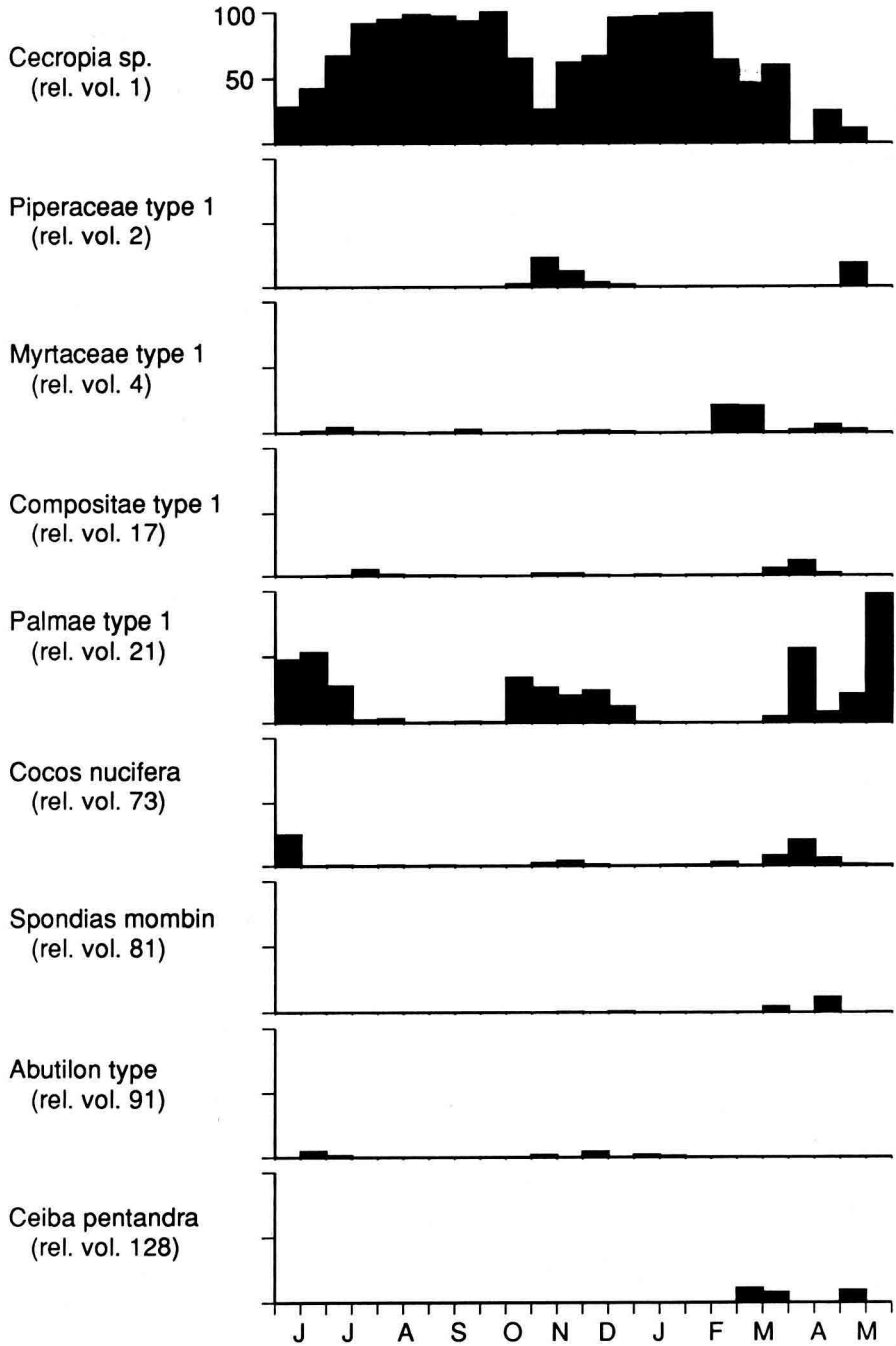 100
Cecropia sp.
(rel. vol. 1)
50
Piperaceae type 1
(rel. vol. 2)
Myrtaceae type 1
(rel. vol. 4)
Compositae type 1
(rel. vol. 17)
Palmae type 1
(rel. vol. 21)
Cocos nucifera
(rel. vol. 73)
Spondias mombin
(rel. vol. 81)
Abutilon type
(rel. vol. 91)
Ceiba pentandra
(rel. vol. 128)
J J A S O N D J F M A M